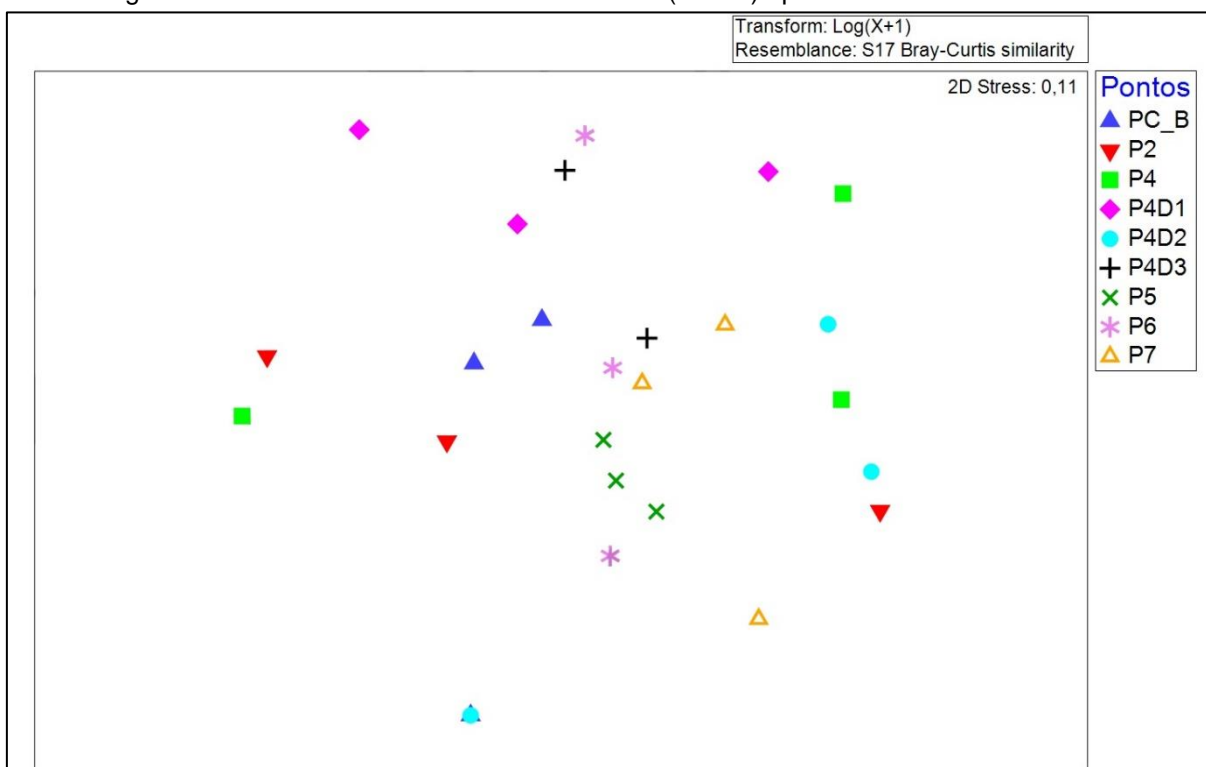 Transform: Log(X+1)
Resemblance: S17 Bray-Curtis similarity
2D Stress: 0,11
Pontos
PC_B
P2
P4
P4D1
P4D2
P4D3
P5
P6
P7